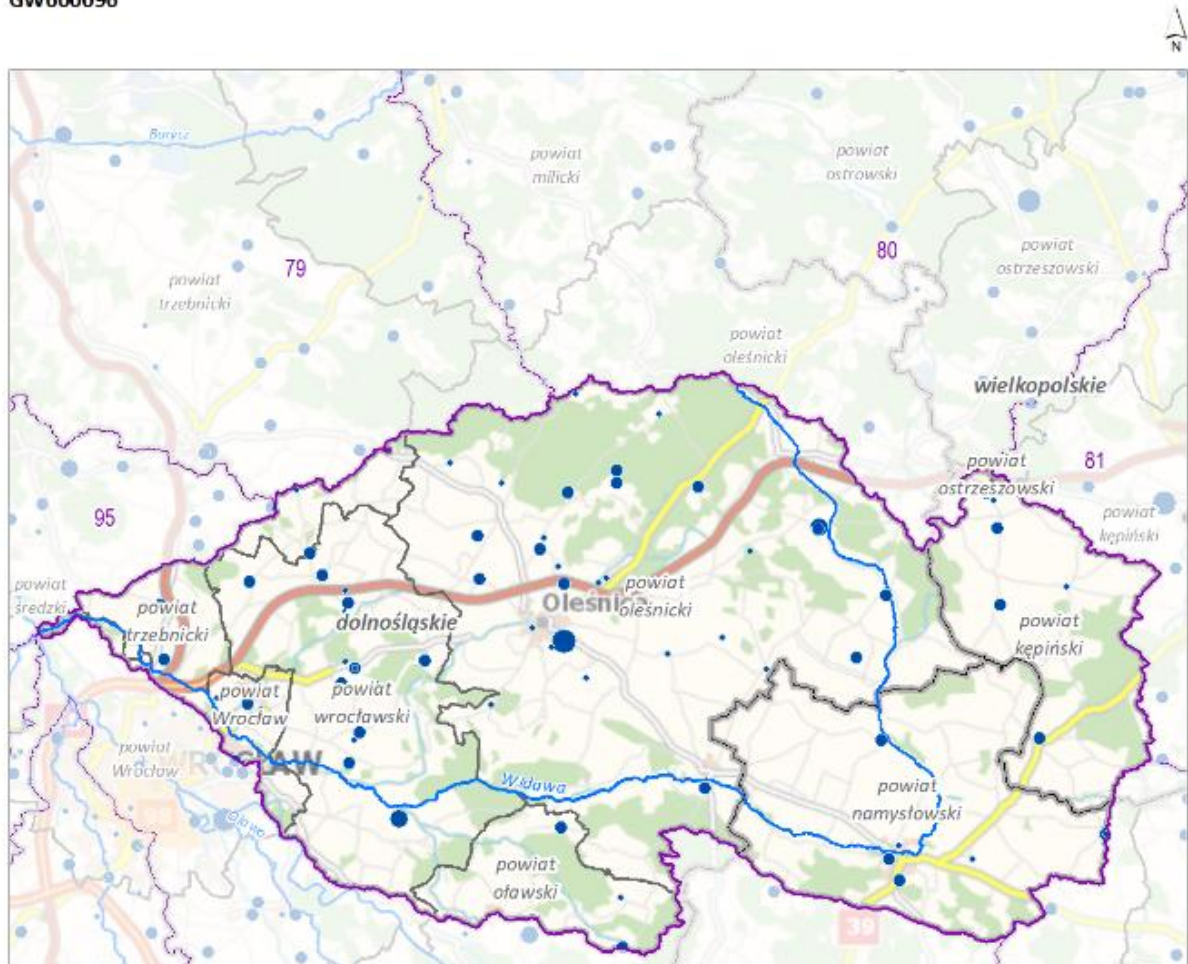 GW600096
N
Barycz
powiat
milicki
powiat
ostrowski
79
80
powiat
ostrzeszowski
powiat
trzebnicki
powiat
oleśnicki
wielkopolskie
81
powiat
ostrzeszowski
95
powiat
kępiński
powiat
średzki
powiat
trzebnicki
Oleśnica
powiat
oleśnicki
dolnośląskie
powiat
kępiński
powiat
Wrocław
powiat
wrocławski
powiat
Wrocław
WROCŁAW
Widawa
powiat
namysłowski
Oława
powiat
oławski
39